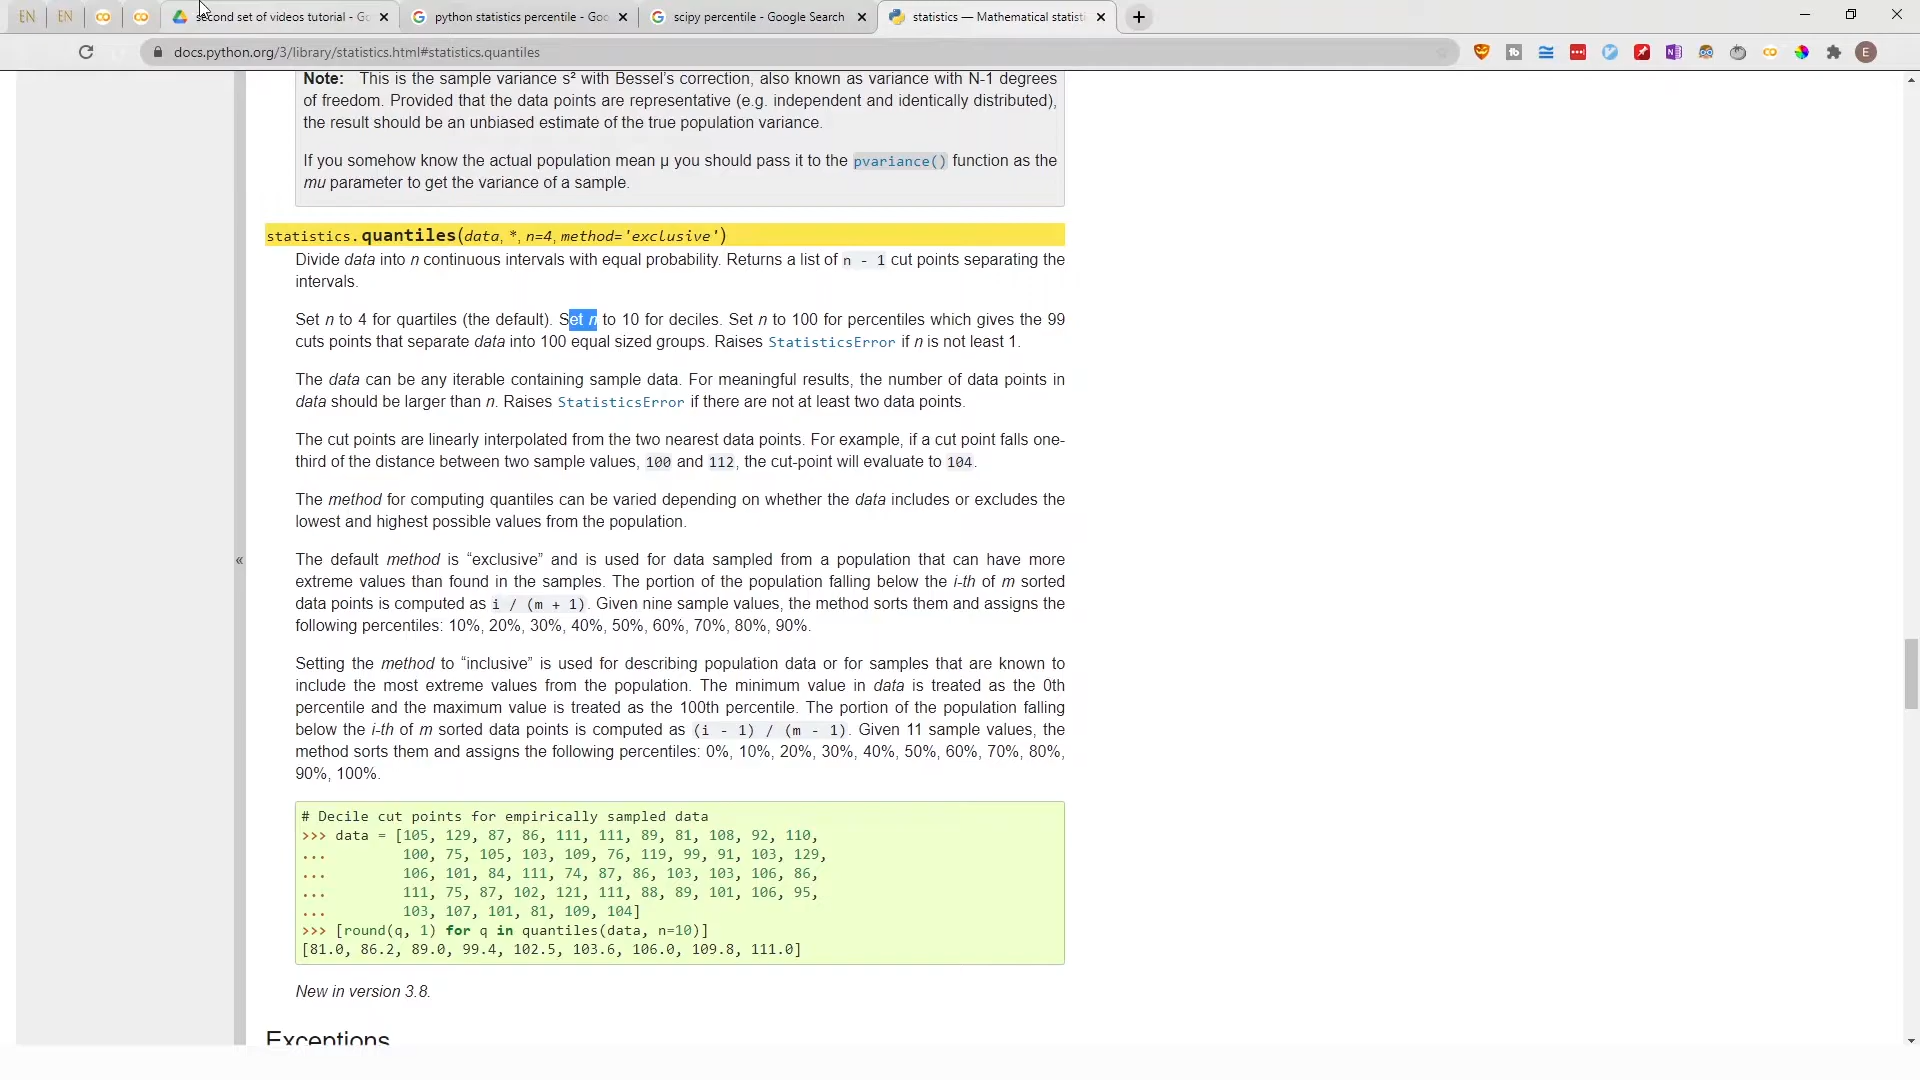 EN
EN
second set of videos tutorial - Go
python statistics percentile - Goo
scipy percentile - Google Search
statistics — Mathematical statisti
docs.python.org/3/library/statistics.html#statistics.quantiles
Note: This is the sample variance s² with Bessel's correction, also known as variance with N-1 degrees
of freedom. Provided that the data points are representative (e.g. independent and identically distributed),
the result should be an unbiased estimate of the true population variance.
If you somehow know the actual population mean μ you should pass it to the pvariance() function as the
mu parameter to get the variance of a sample.
statistics.quantiles(data, *, n=4, method='exclusive')
Divide data into n continuous intervals with equal probability. Returns a list of n - 1 cut points separating the
intervals.
Set n to 4 for quartiles (the default). Set n to 10 for deciles. Set n to 100 for percentiles which gives the 99
cuts points that separate data into 100 equal sized groups. Raises StatisticsError if n is not least 1.
The data can be any iterable containing sample data. For meaningful results, the number of data points in
data should be larger than n. Raises StatisticsError if there are not at least two data points.
The cut points are linearly interpolated from the two nearest data points. For example, if a cut point falls one-
third of the distance between two sample values, 100 and 112, the cut-point will evaluate to 104.
The method for computing quantiles can be varied depending on whether the data includes or excludes the
lowest and highest possible values from the population.
The default method is “exclusive” and is used for data sampled from a population that can have more
extreme values than found in the samples. The portion of the population falling below the i-th of m sorted
data points is computed as i / (m + 1). Given nine sample values, the method sorts them and assigns the
following percentiles: 10%, 20%, 30%, 40%, 50%, 60%, 70%, 80%, 90%.
Setting the method to “inclusive” is used for describing population data or for samples that are known to
include the most extreme values from the population. The minimum value in data is treated as the 0th
percentile and the maximum value is treated as the 100th percentile. The portion of the population falling
below the i-th of m sorted data points is computed as (i - 1) / (m - 1). Given 11 sample values, the
method sorts them and assigns the following percentiles: 0%, 10%, 20%, 30%, 40%, 50%, 60%, 70%, 80%,
90%, 100%.
# Decile cut points for empirically sampled data
>>> data = [105, 129, 87, 86, 111, 111, 89, 81, 108, 92, 110,
... 100, 75, 105, 103, 109, 76, 119, 99, 91, 103, 129,
... 106, 101, 84, 111, 74, 87, 86, 103, 103, 106, 86,
... 111, 75, 87, 102, 121, 111, 88, 89, 101, 106, 95,
... 103, 107, 101, 81, 109, 104]
>>> [round(q, 1) for q in quantiles(data, n=10)]
[81.0, 86.2, 89.0, 99.4, 102.5, 103.6, 106.0, 109.8, 111.0]
New in version 3.8.
Exceptions